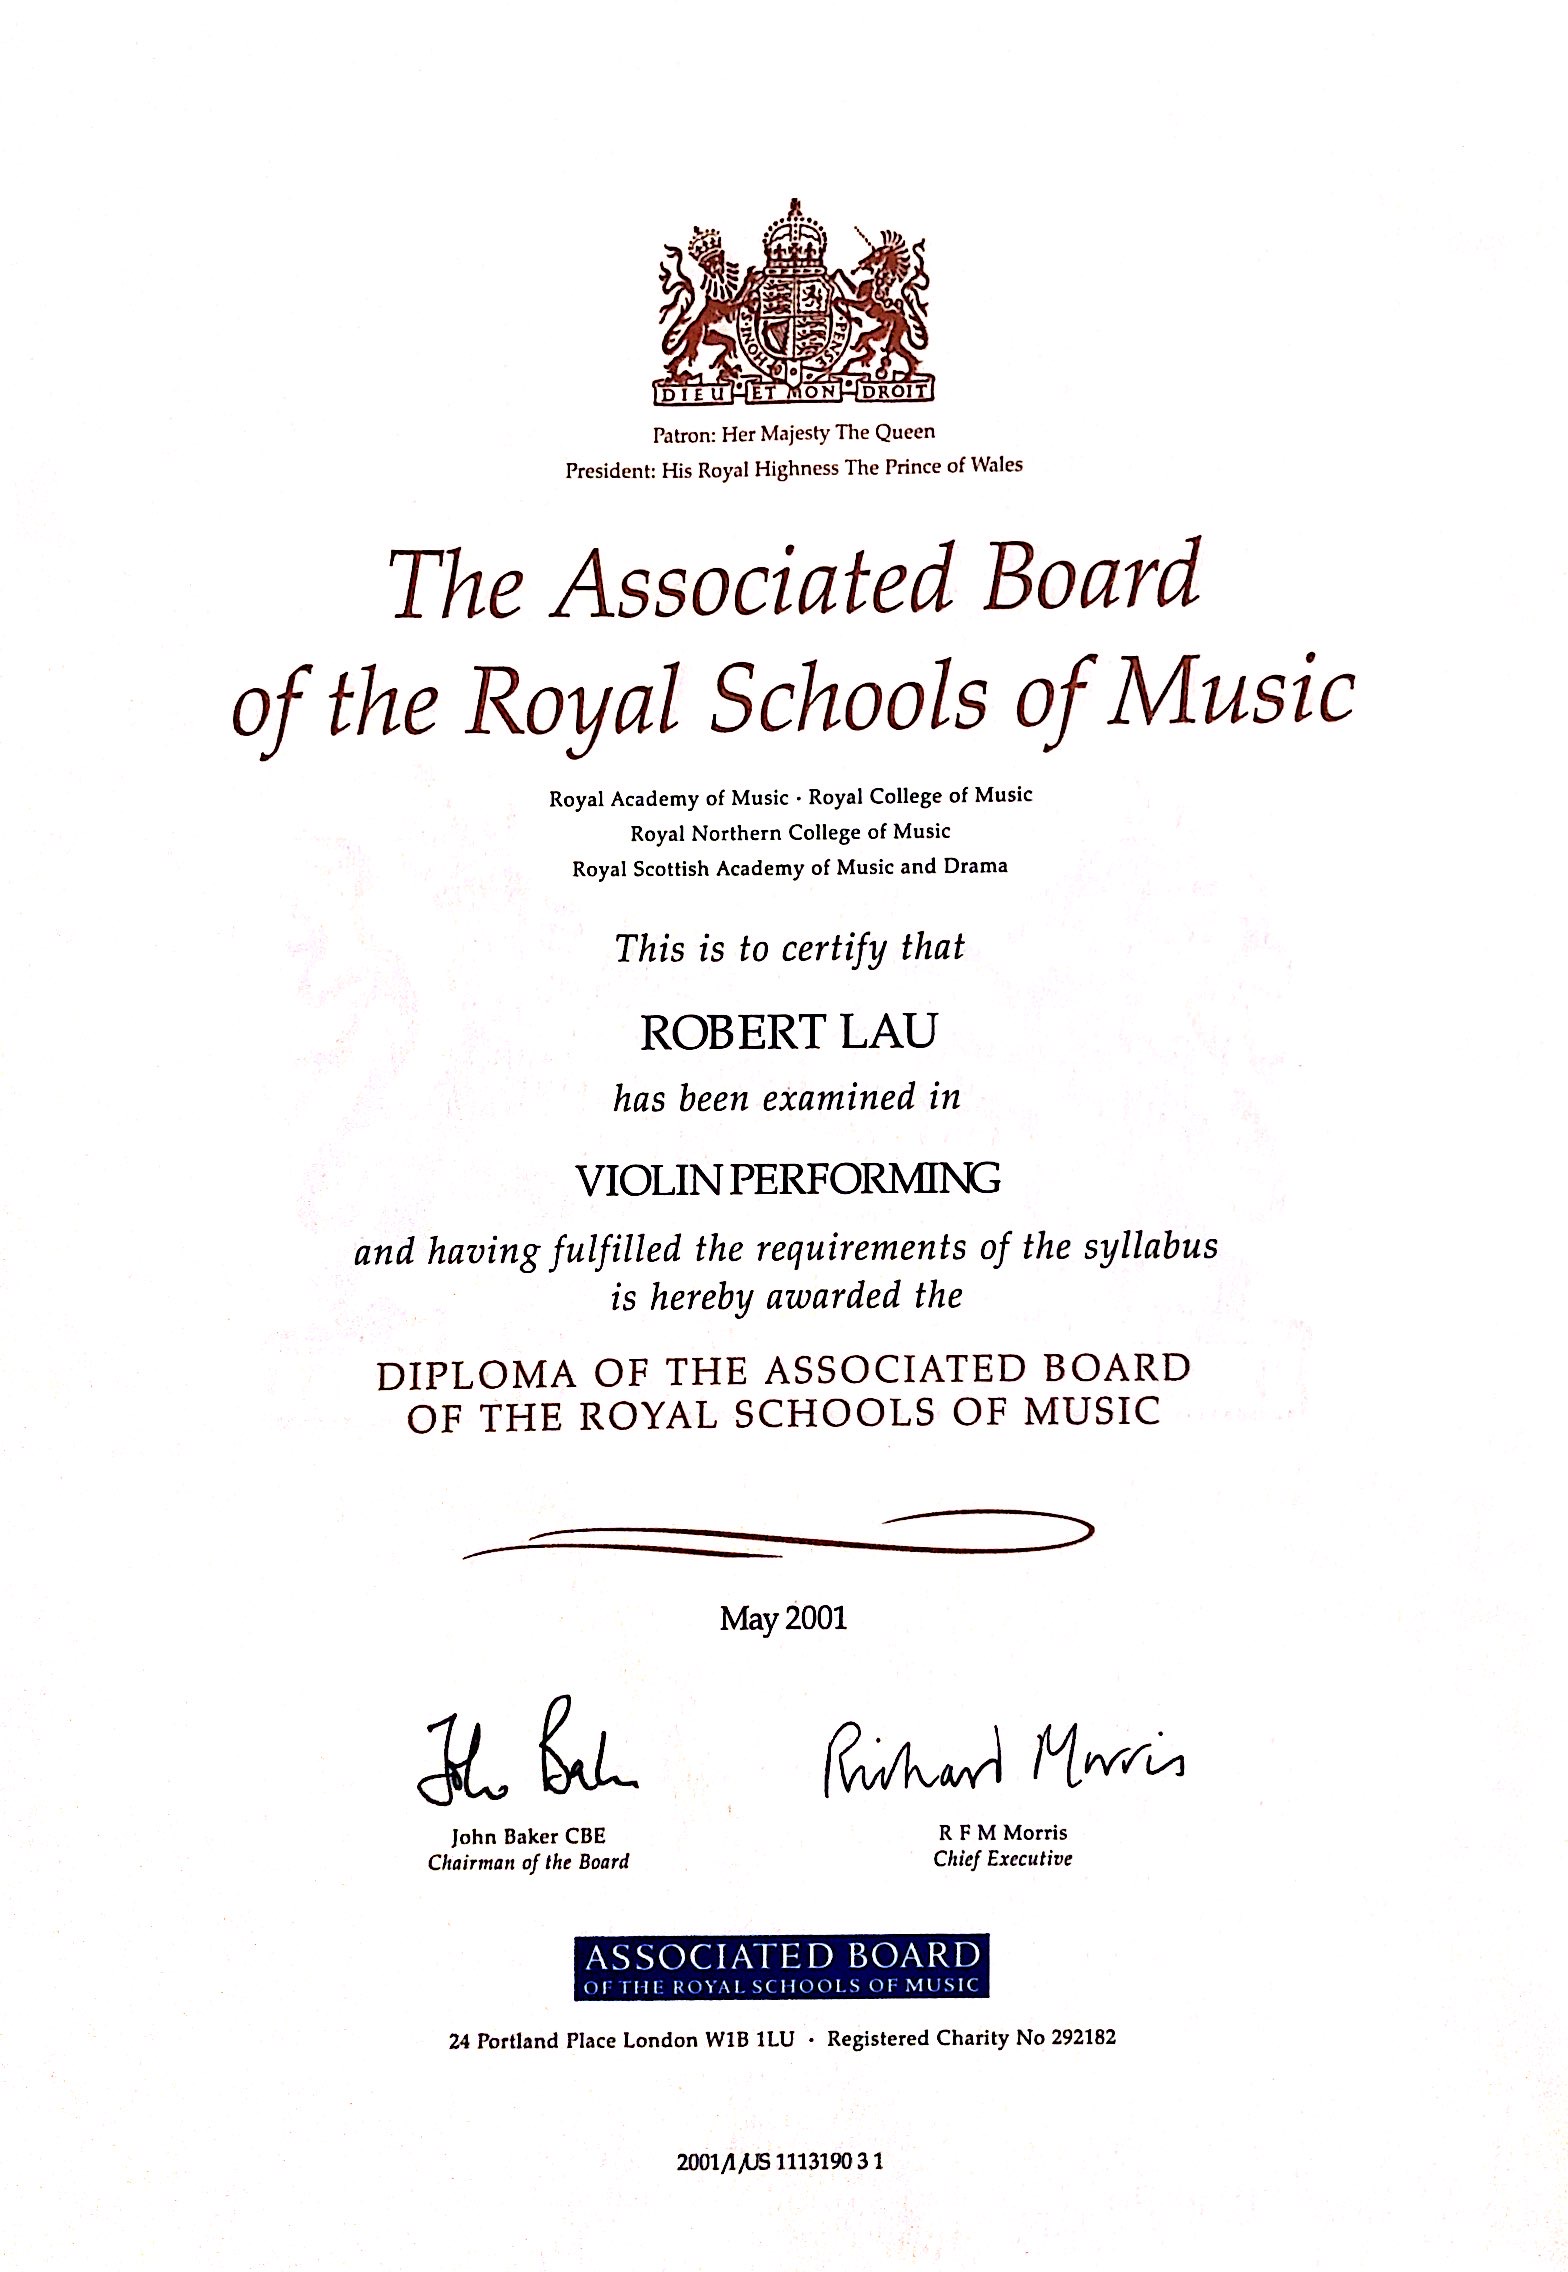 HONI·S
·PENSE
DIEU ET MON DROIT
Patron: Her Majesty The Queen
President: His Royal Highness The Prince of Wales
The Associated Board
of the Royal Schools of Music
Royal Academy of Music · Royal College of Music
Royal Northern College of Music
Royal Scottish Academy of Music and Drama
This is to certify that
ROBERT LAU
has been examined in
VIOLIN PERFORMING
and having fulfilled the requirements of the syllabus
is hereby awarded the
DIPLOMA OF THE ASSOCIATED BOARD
OF THE ROYAL SCHOOLS OF MUSIC
May 2001
John Baker Richard Morris
John Baker CBE R F M Morris
Chairman of the Board Chief Executive
ASSOCIATED BOARD
OF THE ROYAL SCHOOLS OF MUSIC
24 Portland Place London W1B 1LU · Registered Charity No 292182
2001/1/US 1113190 3 1